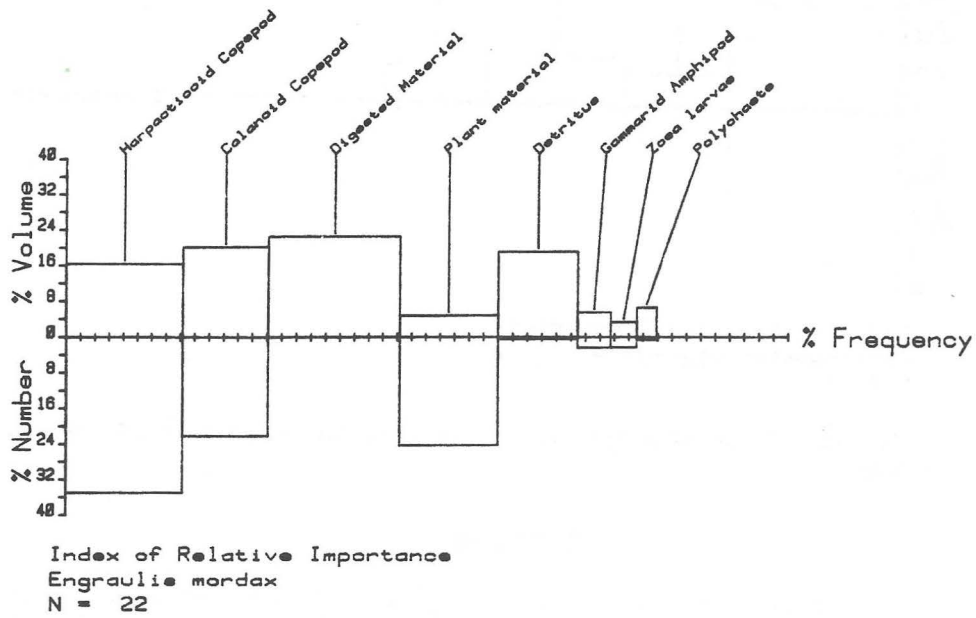 Harpacticoid Copepod
Calanoid Copepod
Digested Material
Plant material
Detritus
Gammarid Amphipod
Zoea larvae
Polychaete
% Volume
40
32
24
16
8
0
% Frequency
% Number
8
16
24
32
40
Index of Relative Importance
Engraulis mordax
N = 22